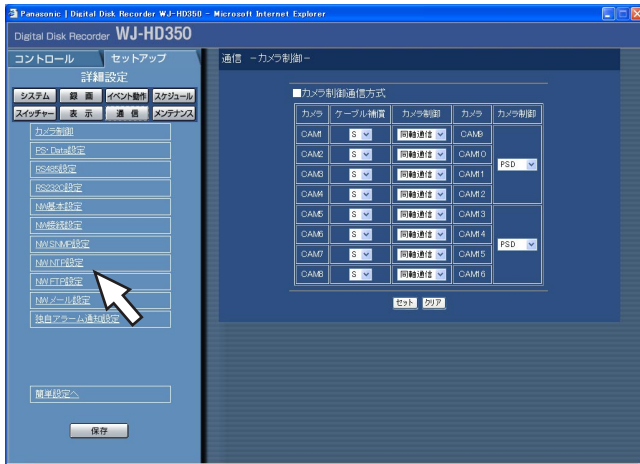 Panasonic | Digital Disk Recorder WJ-HD350 - Microsoft Internet Explorer
Digital Disk Recorder WJ-HD350
コントロール セットアップ
詳細設定
システム 録 画 イベント動作 スケジュール
スイッチャー 表 示 通 信 メンテナンス
カメラ制御
PS･Data設定
RS485設定
RS232C設定
NW基本設定
NW接続設定
NW SNMP設定
NW NTP設定
NW FTP設定
NWメール設定
独自アラーム通知設定
簡単設定へ
保存
通信 －カメラ制御－
■カメラ制御通信方式
カメラ ケーブル補償 カメラ制御 カメラ カメラ制御
CAM1 S 同軸通信 CAM9 PSD
CAM2 S 同軸通信 CAM10
CAM3 S 同軸通信 CAM11
CAM4 S 同軸通信 CAM12
CAM5 S 同軸通信 CAM13 PSD
CAM6 S 同軸通信 CAM14
CAM7 S 同軸通信 CAM15
CAM8 S 同軸通信 CAM16
セット クリア